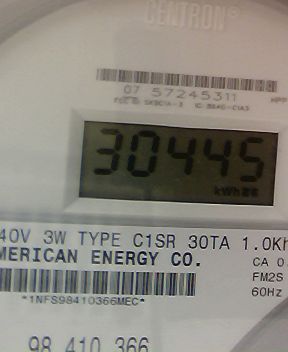 CENTRON®
07 57245311
30445
kWh
40V 3W TYPE C1SR 30TA 1.0Kh
MERICAN ENERGY CO.
CA 0.
FM2S
60Hz
*1NFS98410366MEC*
98 410 366